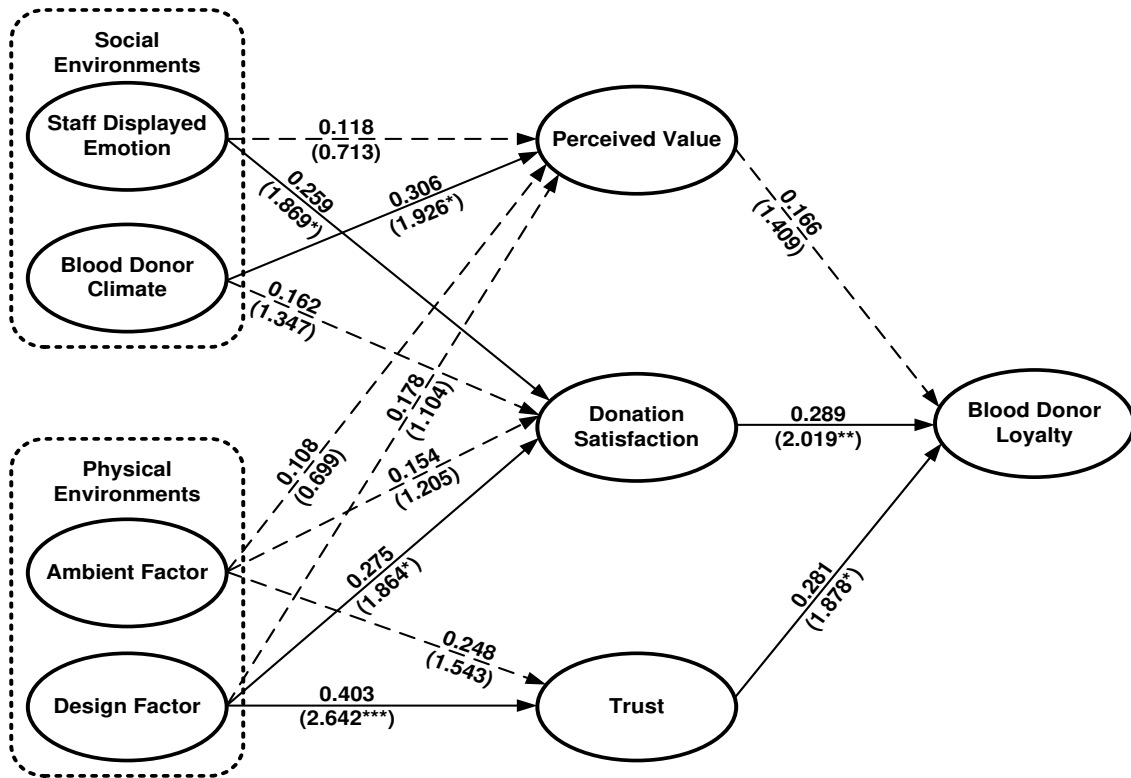 Social
Environments
Staff Displayed
Emotion
Blood Donor
Climate
Physical
Environments
Ambient Factor
Design Factor
0.118
(0.713)
0.259
(1.869*)
0.306
(1.926*)
0.162
(1.347)
0.108
(0.699)
0.178
(1.104)
0.154
(1.205)
0.275
(1.864*)
0.248
(1.543)
0.403
(2.642***)
Perceived Value
Donation
Satisfaction
Trust
0.166
(1.409)
0.289
(2.019**)
0.281
(1.878*)
Blood Donor
Loyalty